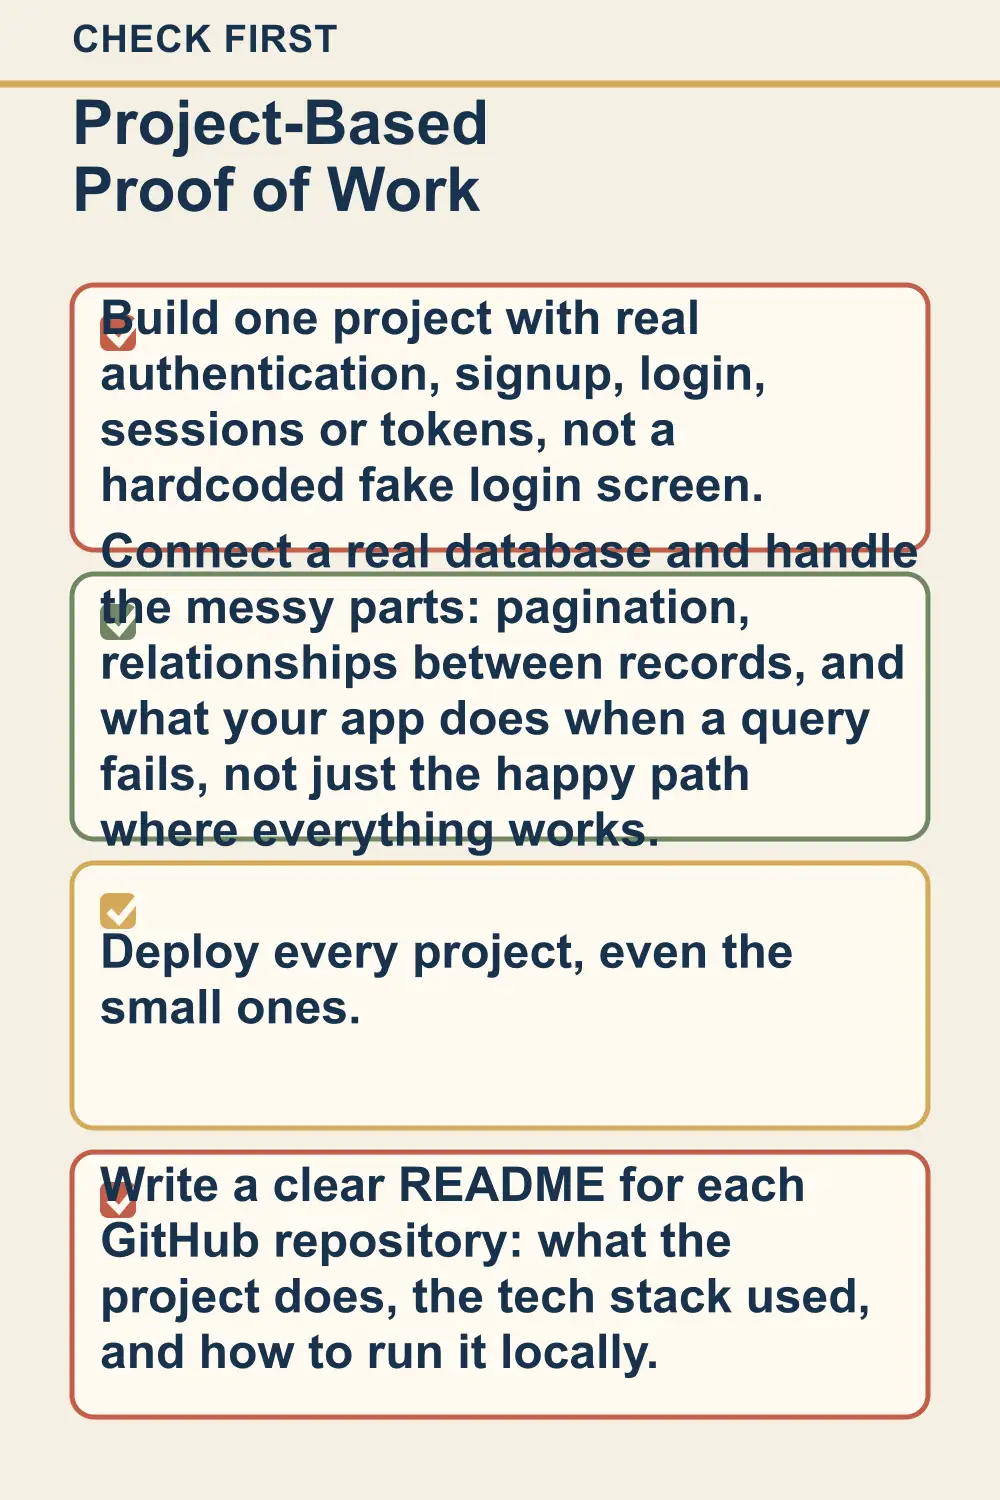 CHECK FIRST
Project-Based
Proof of Work
Build one project with real
authentication, signup, login,
sessions or tokens, not a
hardcoded fake login screen.
Connect a real database and handle
the messy parts: pagination,
relationships between records, and
what your app does when a query
fails, not just the happy path
where everything works.
Deploy every project, even the
small ones.
Write a clear README for each
GitHub repository: what the
project does, the tech stack used,
and how to run it locally.